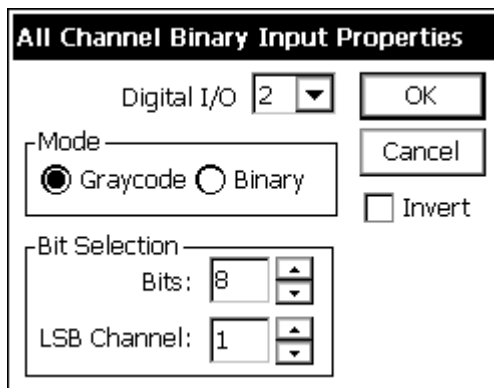 All Channel Binary Input Properties
Digital I/O 2 OK
Mode Cancel
Graycode Binary
Invert
Bit Selection
Bits: 8
LSB Channel: 1